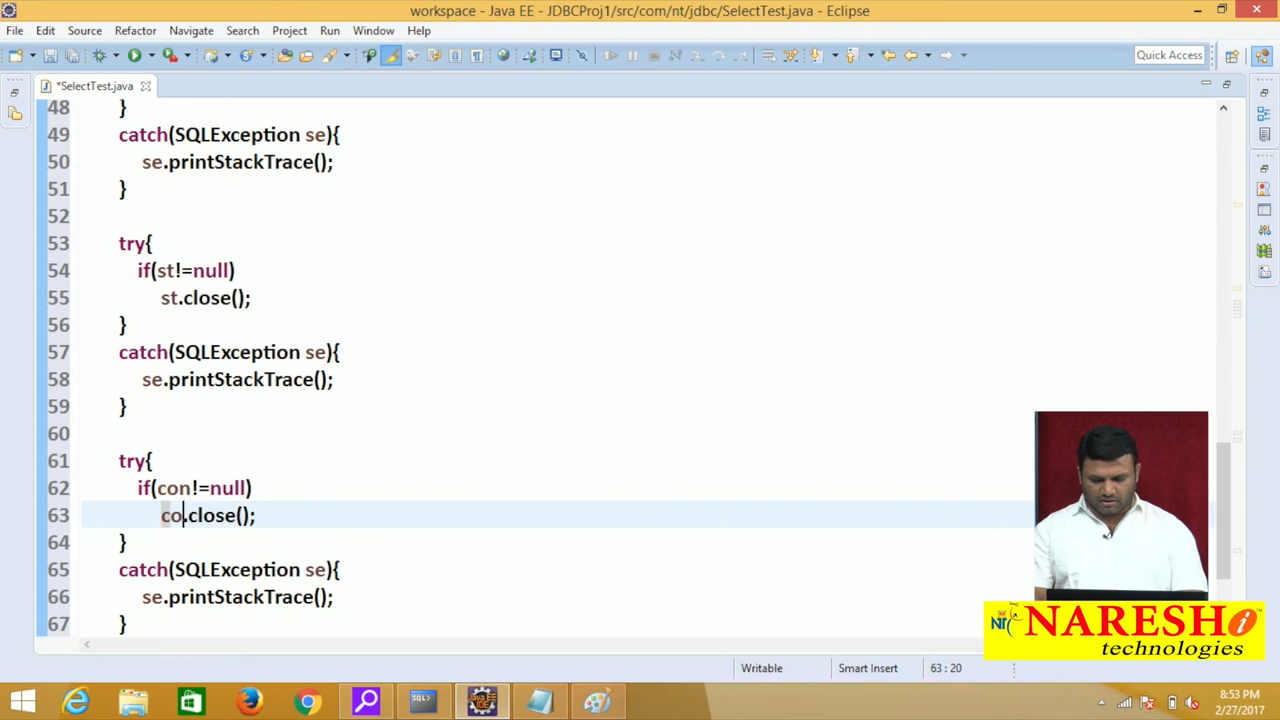 workspace - Java EE - JDBCProj1/src/com/nt/jdbc/SelectTest.java - Eclipse
File Edit Source Refactor Navigate Search Project Run Window Help
Quick Access
*SelectTest.java
48 }
49 catch(SQLException se){
50 se.printStackTrace();
51 }
52
53 try{
54 if(st!=null)
55 st.close();
56 }
57 catch(SQLException se){
58 se.printStackTrace();
59 }
60
61 try{
62 if(con!=null)
63 co.close();
64 }
65 catch(SQLException se){
66 se.printStackTrace();
67 }
NARESH i
technologies
Writable Smart Insert 63 : 20
8:53 PM
2/27/2017